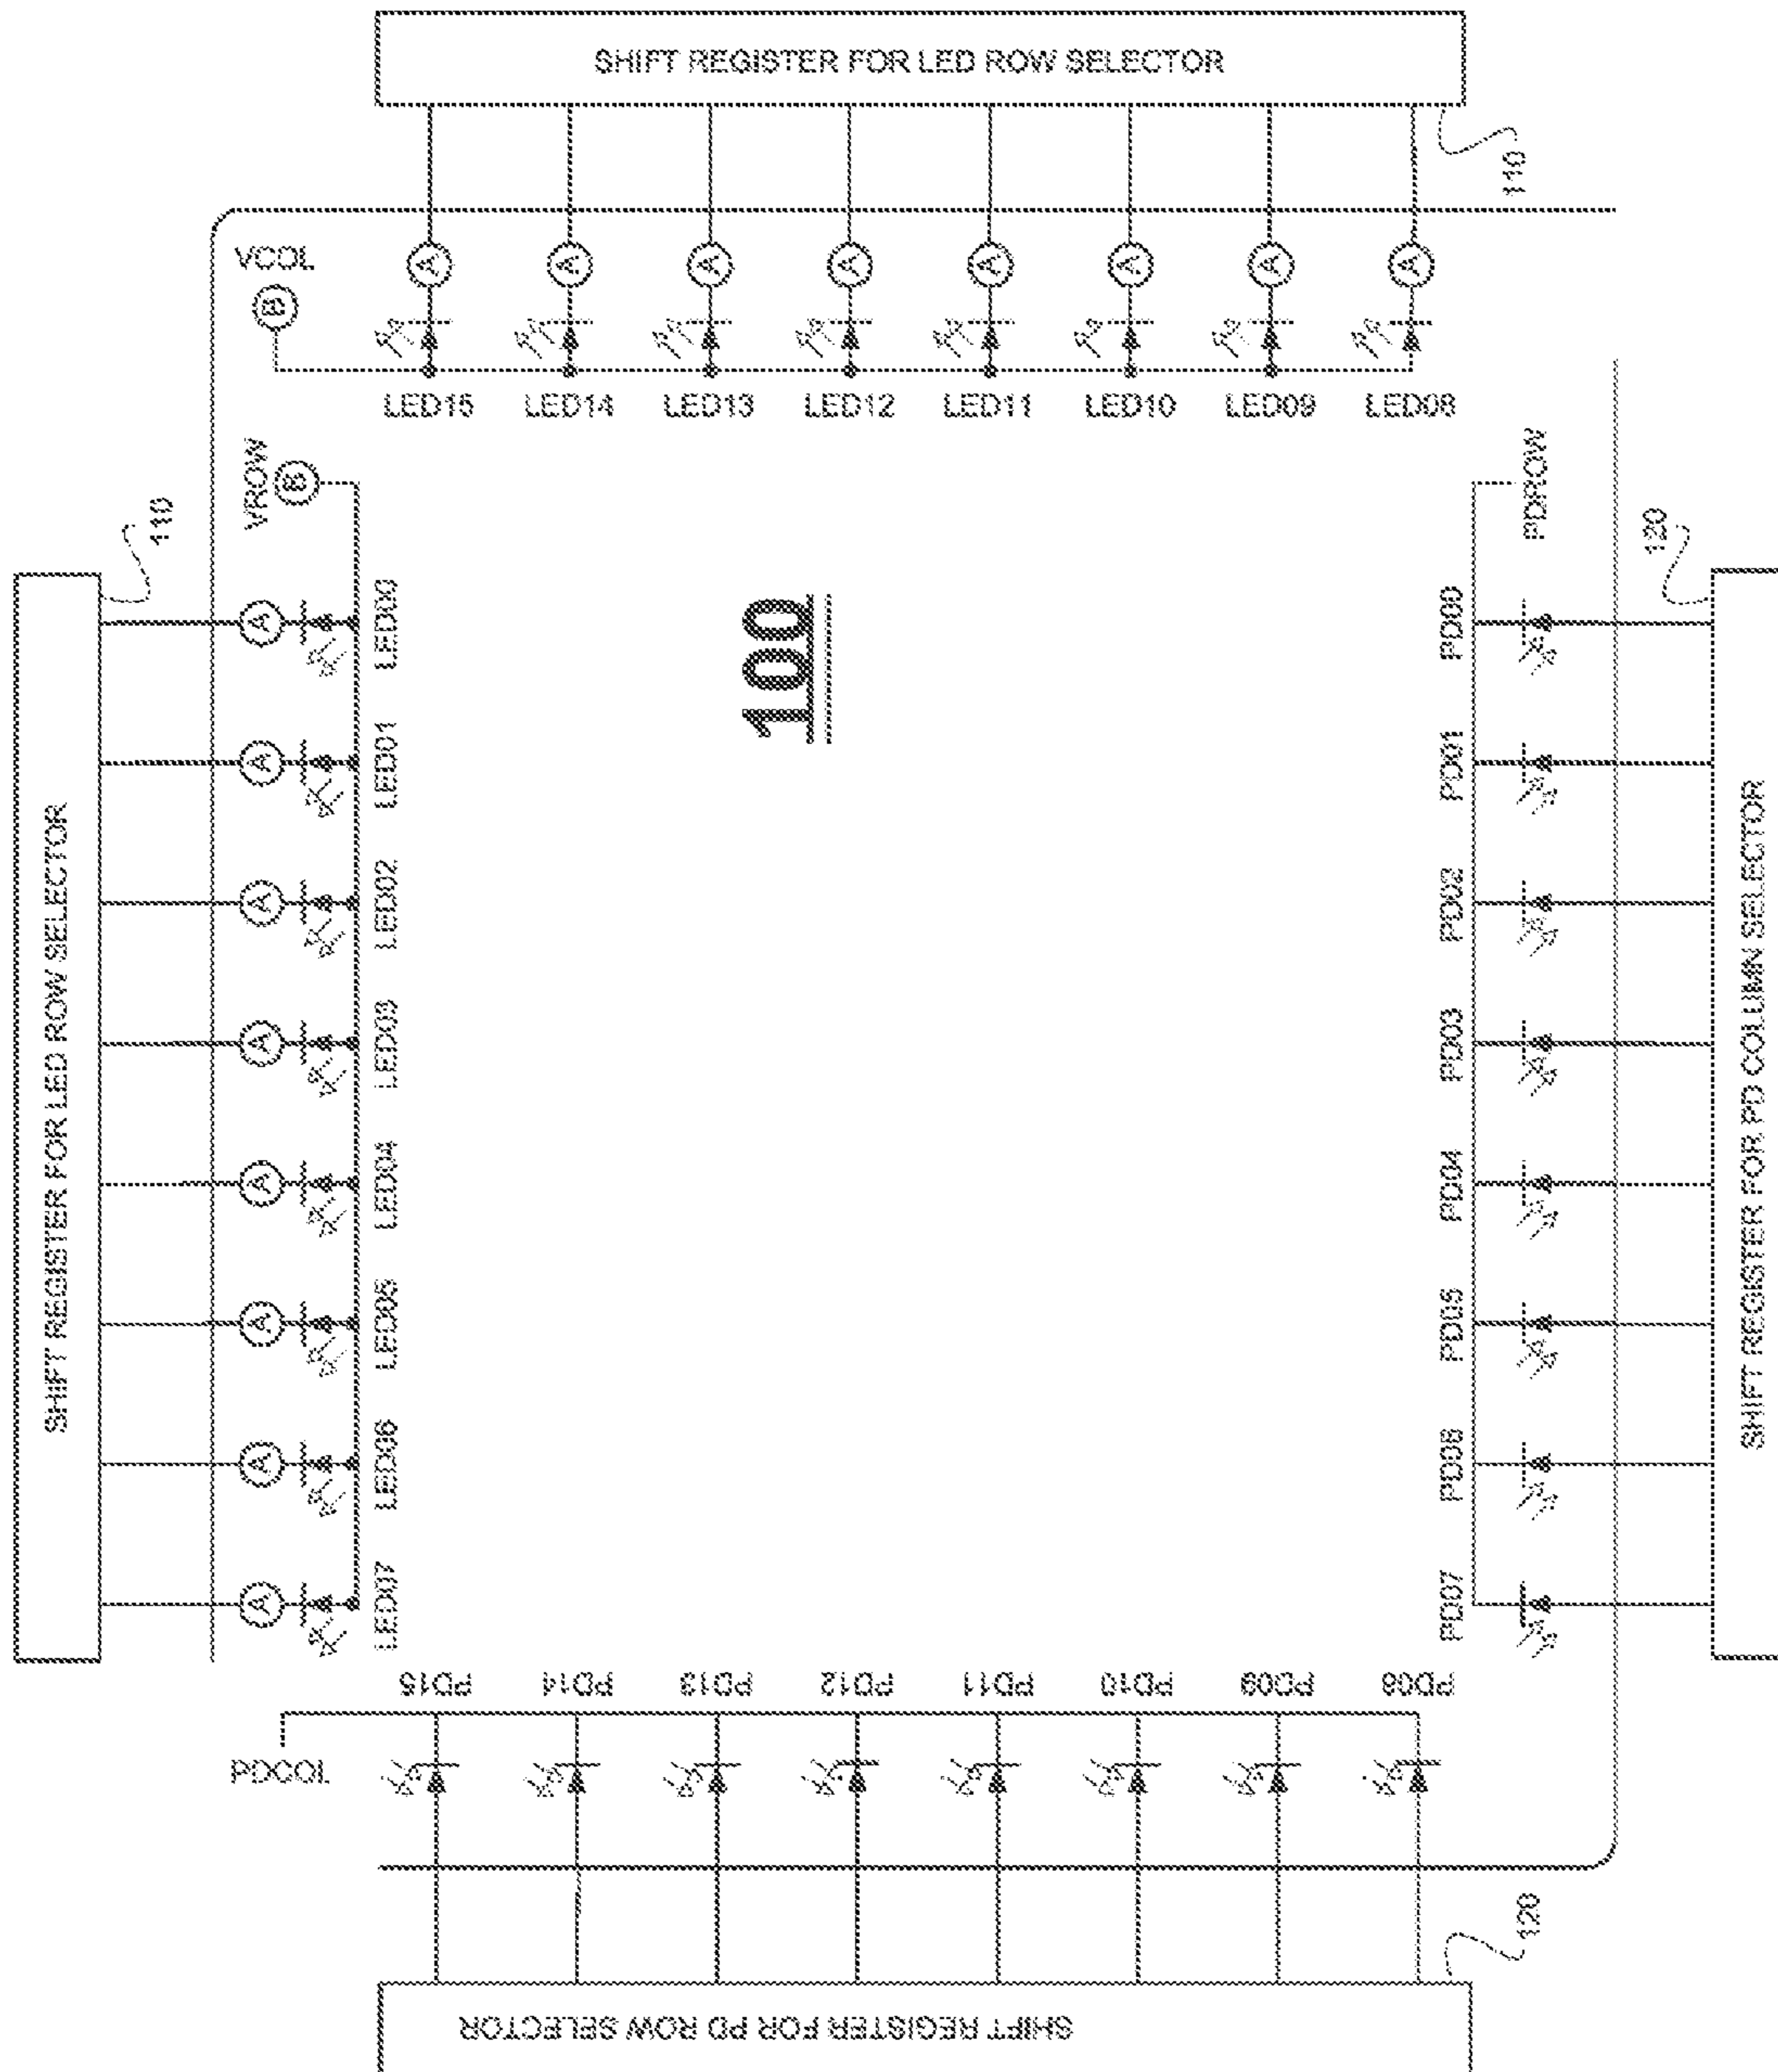 SHIFT REGISTER FOR LED ROW SELECTOR
110
VCOL
B
A A A A A A A A
LED15 LED14 LED13 LED12 LED11 LED10 LED09 LED08
SHIFT REGISTER FOR LED ROW SELECTOR
110
VROW
B
A A A A A A A A
LED00
LED01
LED02
LED03
LED04
LED05
LED06
LED07
100
PDROW
PD00
PD01
PD02
PD03
PD04
PD05
PD06
PD07
120
SHIFT REGISTER FOR PD COLUMN SELECTOR
PDCOL
PD15 PD14 PD13 PD12 PD11 PD10 PD09 PD08
120
SHIFT REGISTER FOR PD ROW SELECTOR